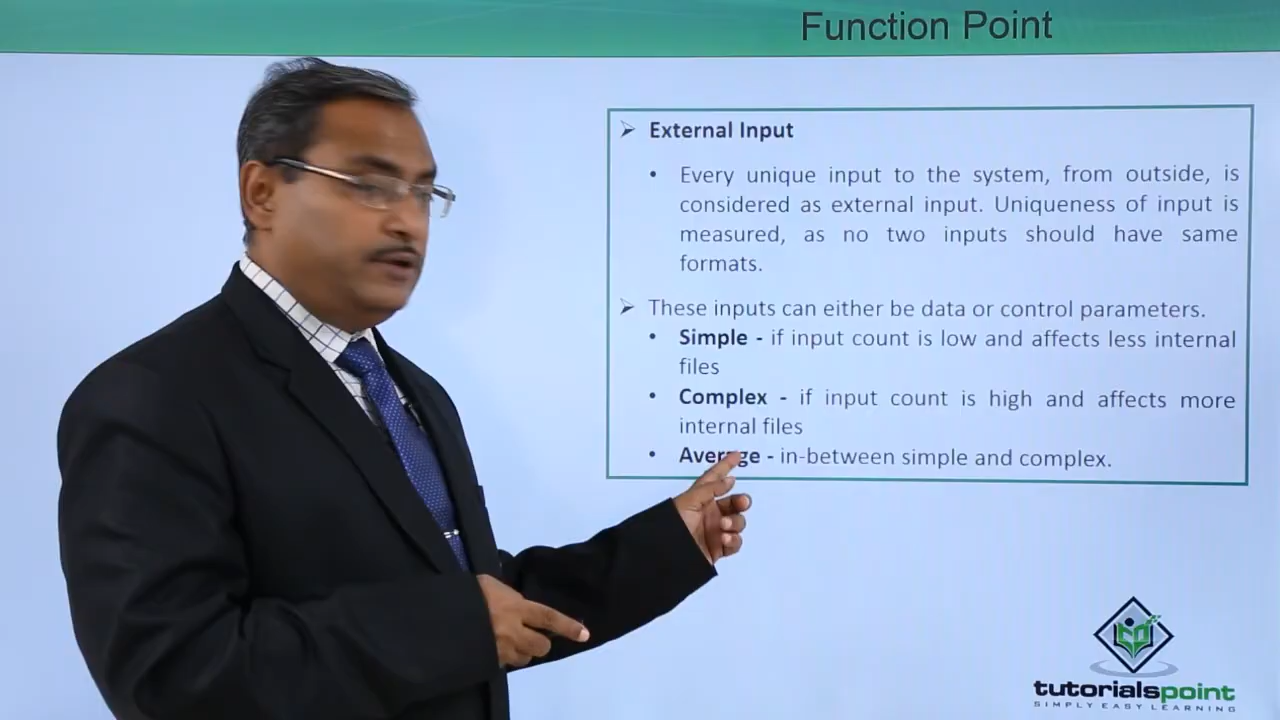 Function Point
➢ External Input
• Every unique input to the system, from outside, is
considered as external input. Uniqueness of input is
measured, as no two inputs should have same
formats.
➢ These inputs can either be data or control parameters.
• Simple - if input count is low and affects less internal
files
• Complex - if input count is high and affects more
internal files
• Average - in-between simple and complex.
tutorialspoint
SIMPLY EASY LEARNING